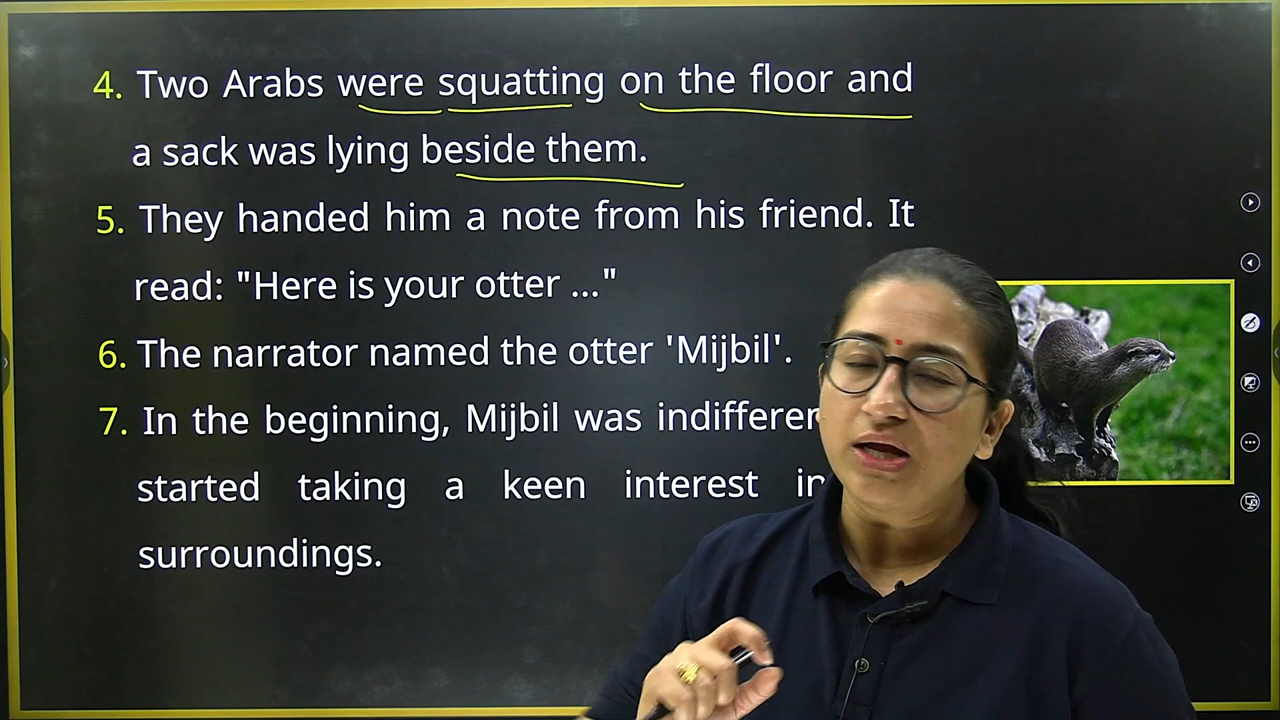 4. Two Arabs were squatting on the floor and
a sack was lying beside them.
5. They handed him a note from his friend. It
read: "Here is your otter ..."
6. The narrator named the otter 'Mijbil'.
7. In the beginning, Mijbil was
started taking a keen interest
surroundings.